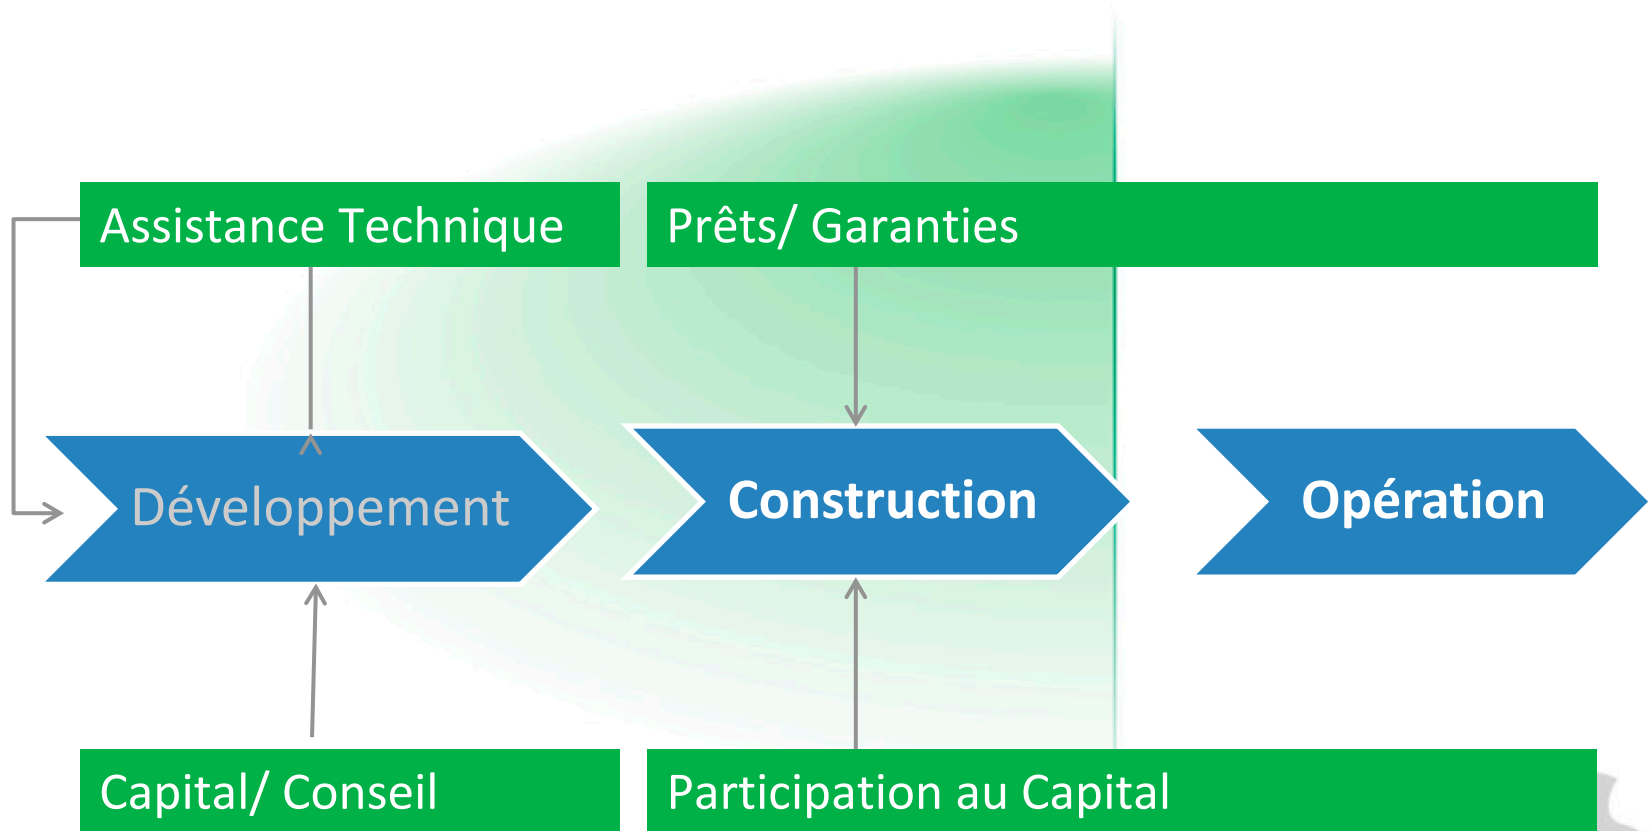 Assistance Technique
Prêts/ Garanties
Développement
Construction
Opération
Capital/ Conseil
Participation au Capital